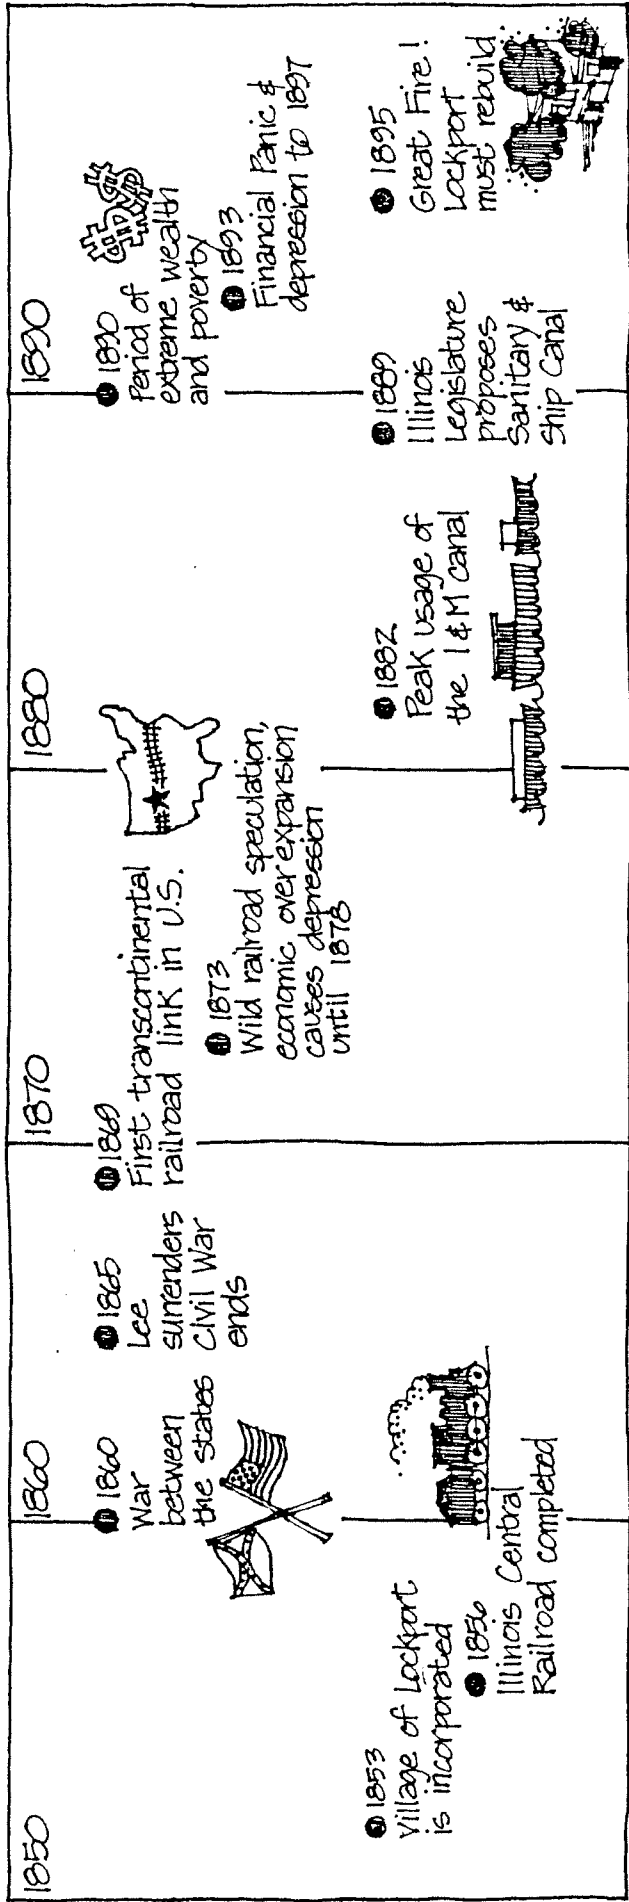 1850
1860
1870
1880
1890
1860
War
between
the States
1865
Lee
surrenders
Civil War
ends
1869
First transcontinental
railroad link in U.S.
1873
Wild railroad speculation,
economic overexpansion
causes depression
until 1878
1890
Period of
extreme wealth
and poverty
1893
Financial Panic &
depression to 1897
1853
Village of Lockport
is incorporated
1856
Illinois Central
Railroad completed
1882
Peak usage of
the I & M canal
1889
Illinois
Legislature
proposes
Sanitary &
Ship Canal
1895
Great Fire!
Lockport
must rebuild